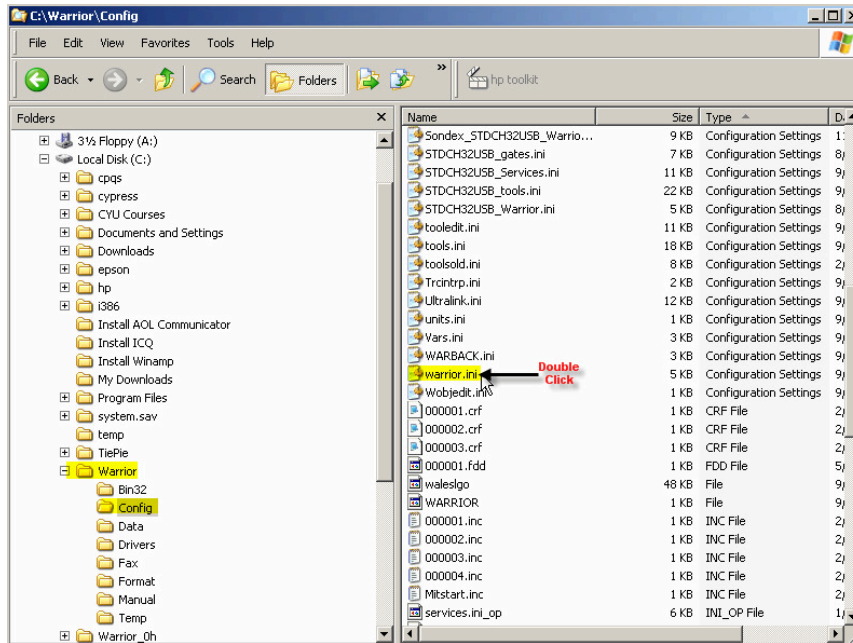 C:\Warrior\Config
File Edit View Favorites Tools Help
Back Search Folders » hp toolkit
Folders
3½ Floppy (A:)
Local Disk (C:)
cpqs
cypress
CYU Courses
Documents and Settings
Downloads
epson
hp
i386
Install AOL Communicator
Install ICQ
Install Winamp
My Downloads
Program Files
system.sav
temp
TiePie
Warrior
Bin32
Config
Data
Drivers
Fax
Format
Manual
Temp
Warrior_0h
Name Size Type
Sondex_STDCH32USB_Warrio... 9 KB Configuration Settings
STDCH32USB_gates.ini 7 KB Configuration Settings
STDCH32USB_Services.ini 11 KB Configuration Settings
STDCH32USB_tools.ini 22 KB Configuration Settings
STDCH32USB_Warrior.ini 5 KB Configuration Settings
tooledit.ini 11 KB Configuration Settings
tools.ini 18 KB Configuration Settings
toolsold.ini 8 KB Configuration Settings
Trcintrp.ini 2 KB Configuration Settings
Ultralink.ini 12 KB Configuration Settings
units.ini 1 KB Configuration Settings
Vars.ini 3 KB Configuration Settings
WARBACK.ini 3 KB Configuration Settings
warrior.ini 5 KB Configuration Settings
Double
Click
Wobjedit.ini 1 KB Configuration Settings
000001.crf 1 KB CRF File
000002.crf 1 KB CRF File
000003.crf 1 KB CRF File
000001.fdd 1 KB FDD File
waleslgo 48 KB File
WARRIOR 1 KB File
000001.inc 1 KB INC File
000002.inc 1 KB INC File
000003.inc 1 KB INC File
000004.inc 1 KB INC File
Mitstart.inc 1 KB INC File
services.ini_op 6 KB INI_OP File